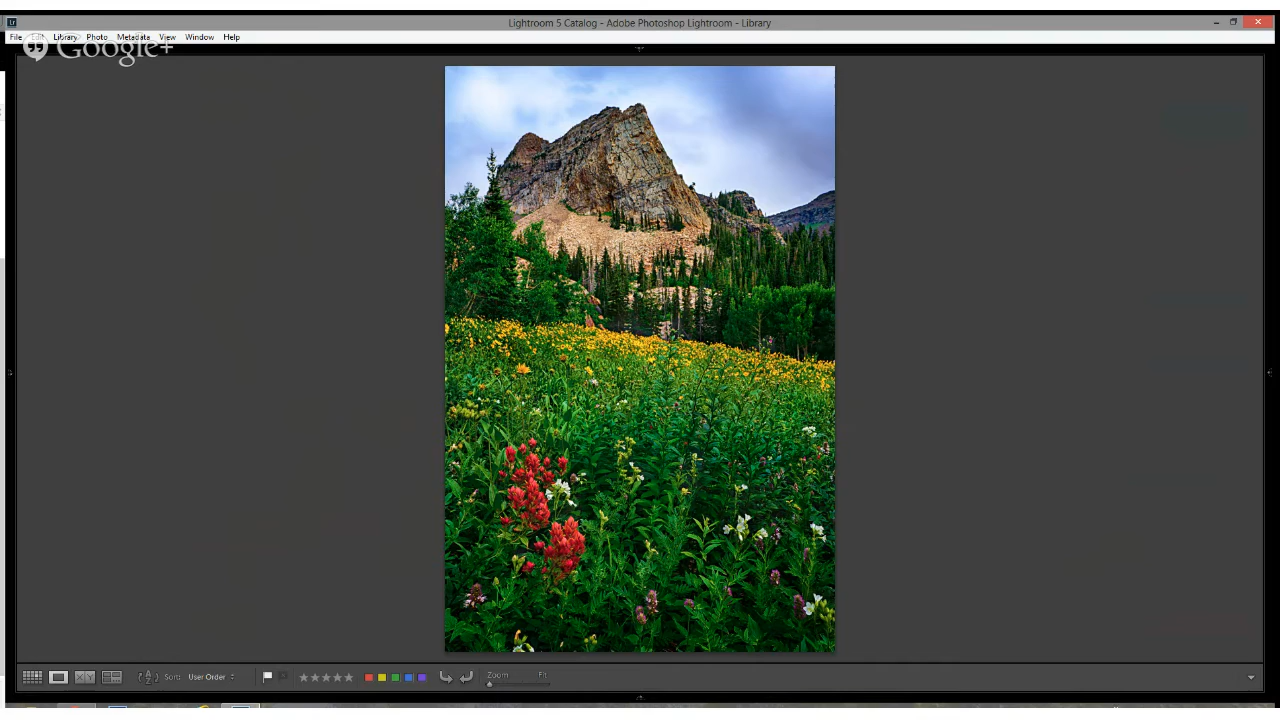 Lightroom 5 Catalog - Adobe Photoshop Lightroom - Library
File Edit Library Photo Metadata View Window Help
Google+
Sort: User Order Zoom Fit